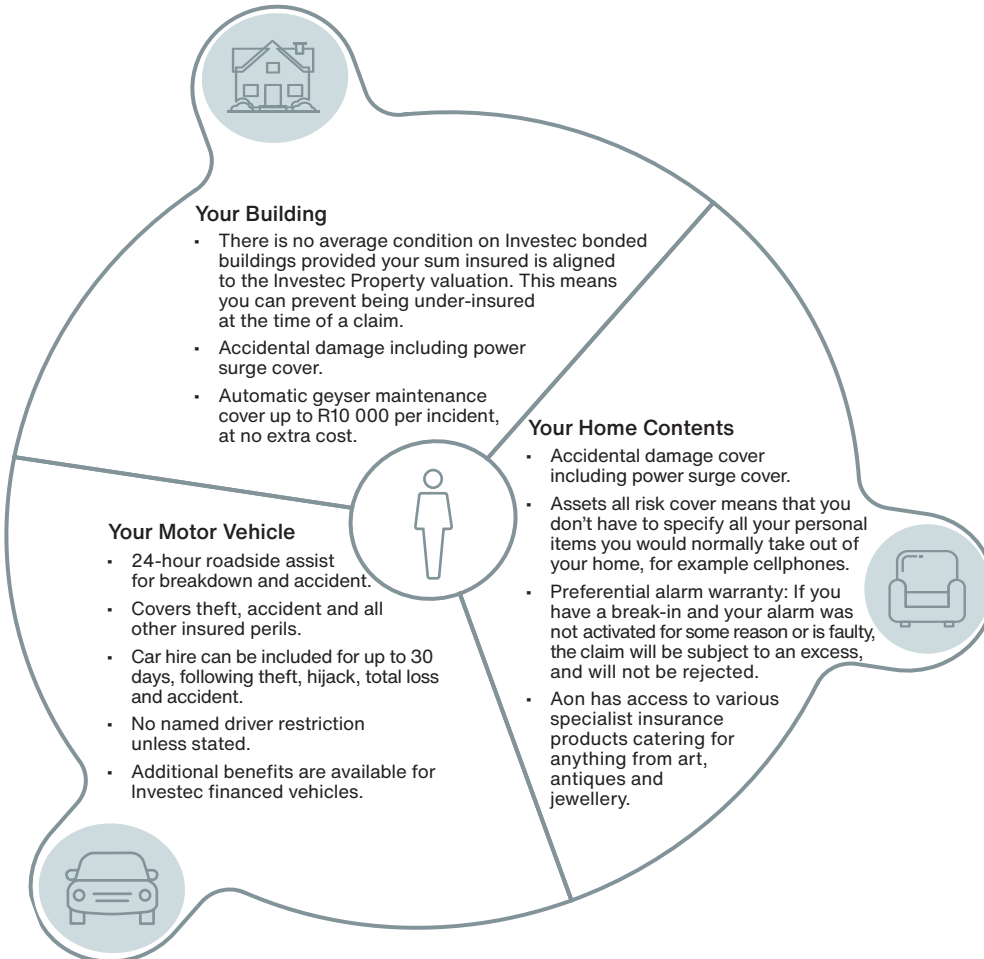 Your Building
▪ There is no average condition on Investec bonded
buildings provided your sum insured is aligned
to the Investec Property valuation. This means
you can prevent being under-insured
at the time of a claim.
▪ Accidental damage including power
surge cover.
▪ Automatic geyser maintenance
cover up to R10 000 per incident,
at no extra cost.
Your Home Contents
▪ Accidental damage cover
including power surge cover.
▪ Assets all risk cover means that you
don’t have to specify all your personal
items you would normally take out of
your home, for example cellphones.
▪ Preferential alarm warranty: If you
have a break-in and your alarm was
not activated for some reason or is faulty,
the claim will be subject to an excess,
and will not be rejected.
▪ Aon has access to various
specialist insurance
products catering for
anything from art,
antiques and
jewellery.
Your Motor Vehicle
▪ 24-hour roadside assist
for breakdown and accident.
▪ Covers theft, accident and all
other insured perils.
▪ Car hire can be included for up to 30
days, following theft, hijack, total loss
and accident.
▪ No named driver restriction
unless stated.
▪ Additional benefits are available for
Investec financed vehicles.